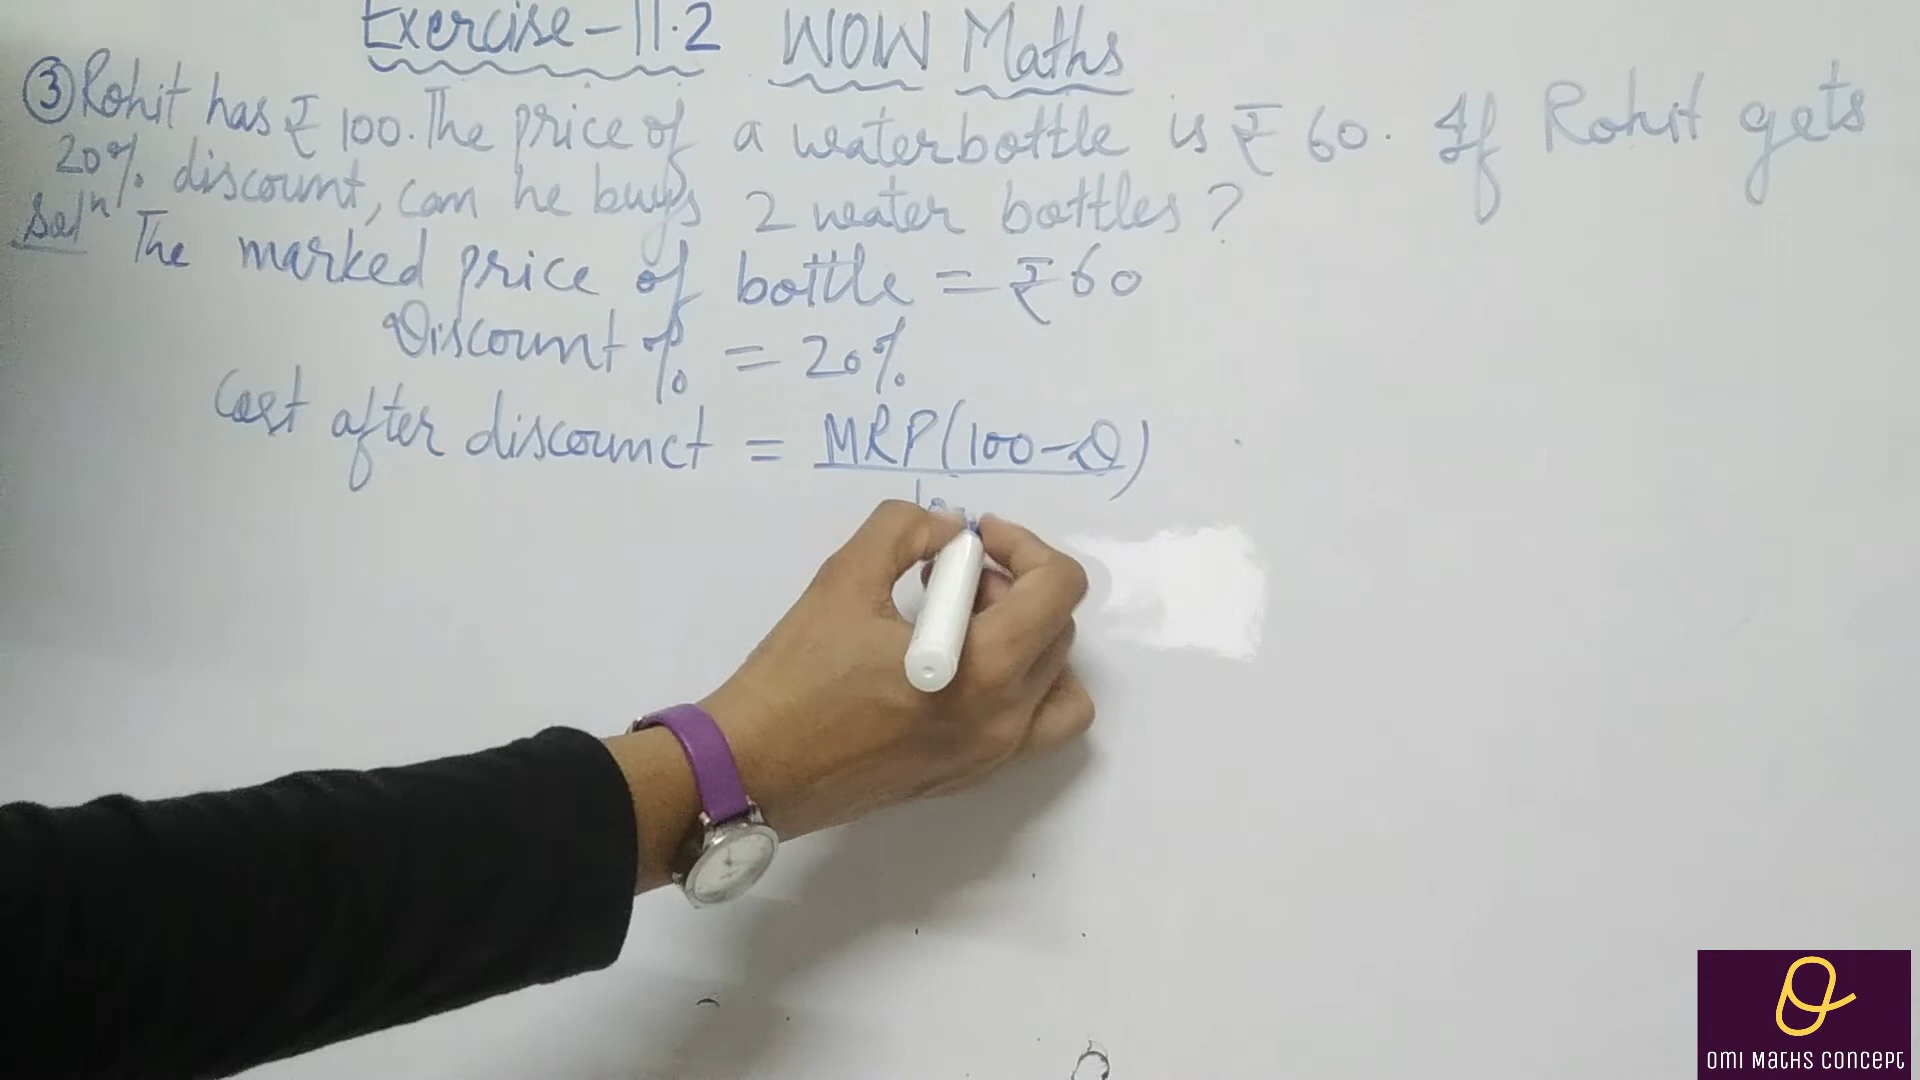 Exercise-11.2 WOW Maths
③ Rohit has ₹ 100. The price of a waterbottle is ₹ 60. If Rohit gets
20% discount, can he buys 2 water bottles?
Solⁿ The marked price of bottle = ₹ 60
Discount % = 20%
Cost after discounct = MRP(100-D)
10
OMI MATHS CONCEPT